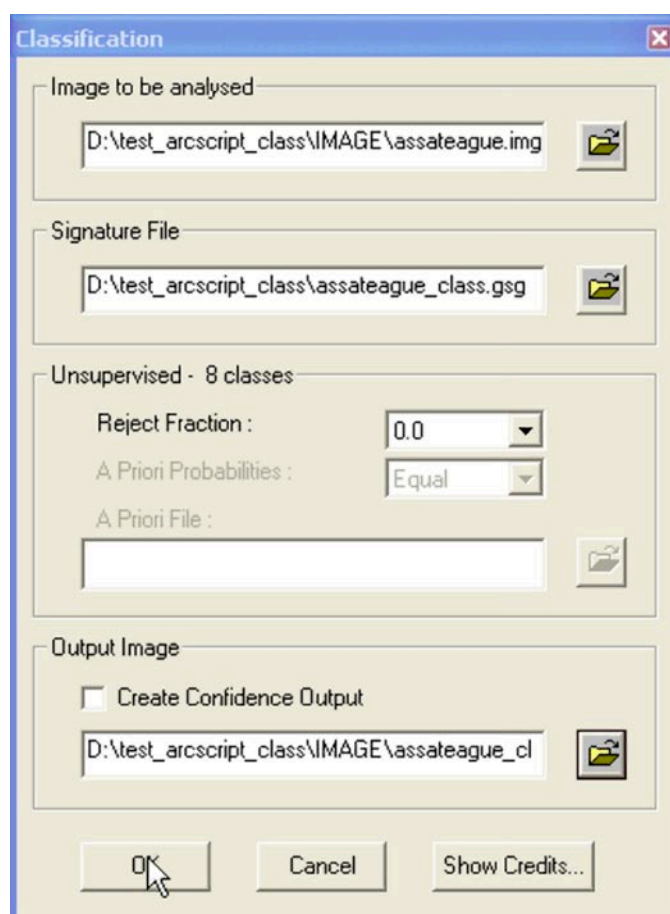 Classification
Image to be analysed
D:\test_arcscript_class\IMAGE\assateague.img
Signature File
D:\test_arcscript_class\assateague_class.gsg
Unsupervised - 8 classes
Reject Fraction :
0.0
A Priori Probabilities :
Equal
A Priori File :
Output Image
Create Confidence Output
D:\test_arcscript_class\IMAGE\assateague_cl
OK Cancel Show Credits...